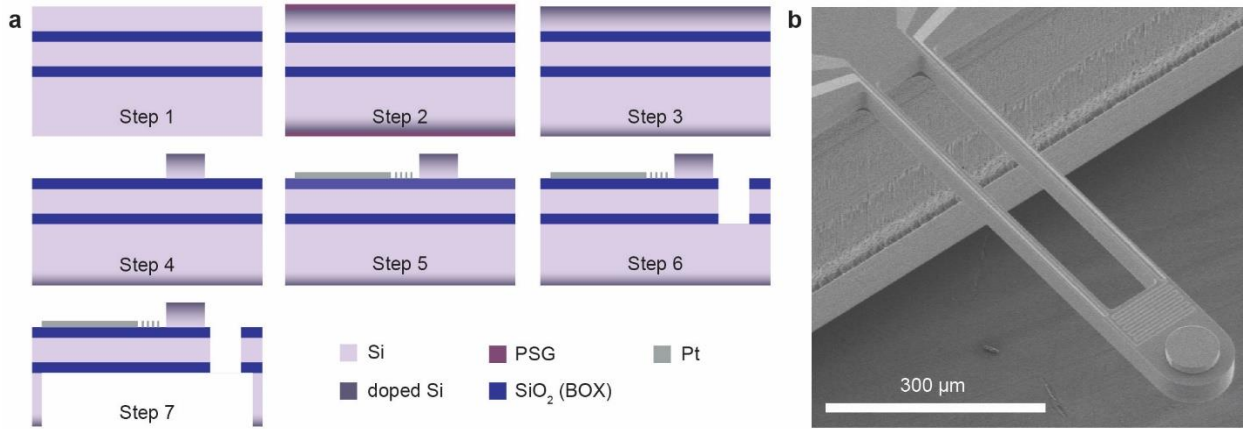 a
b
Step 1
Step 2
Step 3
Step 4
Step 5
Step 6
Step 7
Si
PSG
Pt
doped Si
SiO₂ (BOX)
300 µm